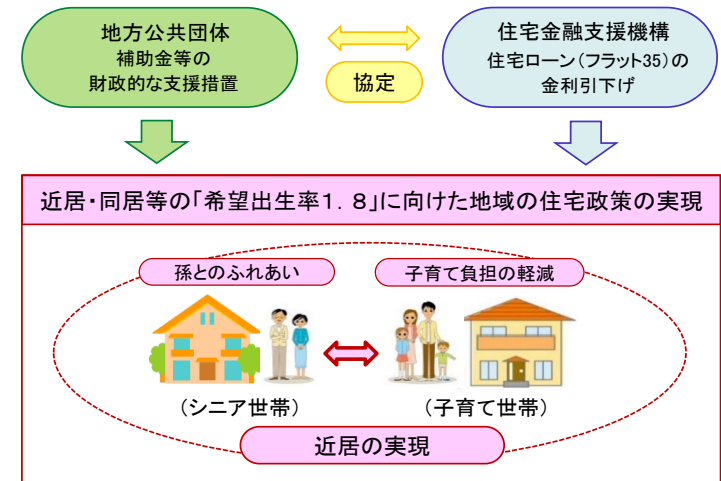 地方公共団体
補助金等の
財政的な支援措置
協定
住宅金融支援機構
住宅ローン(フラット35)の
金利引下げ
近居・同居等の「希望出生率1．8」に向けた地域の住宅政策の実現
孫とのふれあい
子育て負担の軽減
(シニア世帯)
(子育て世帯)
近居の実現